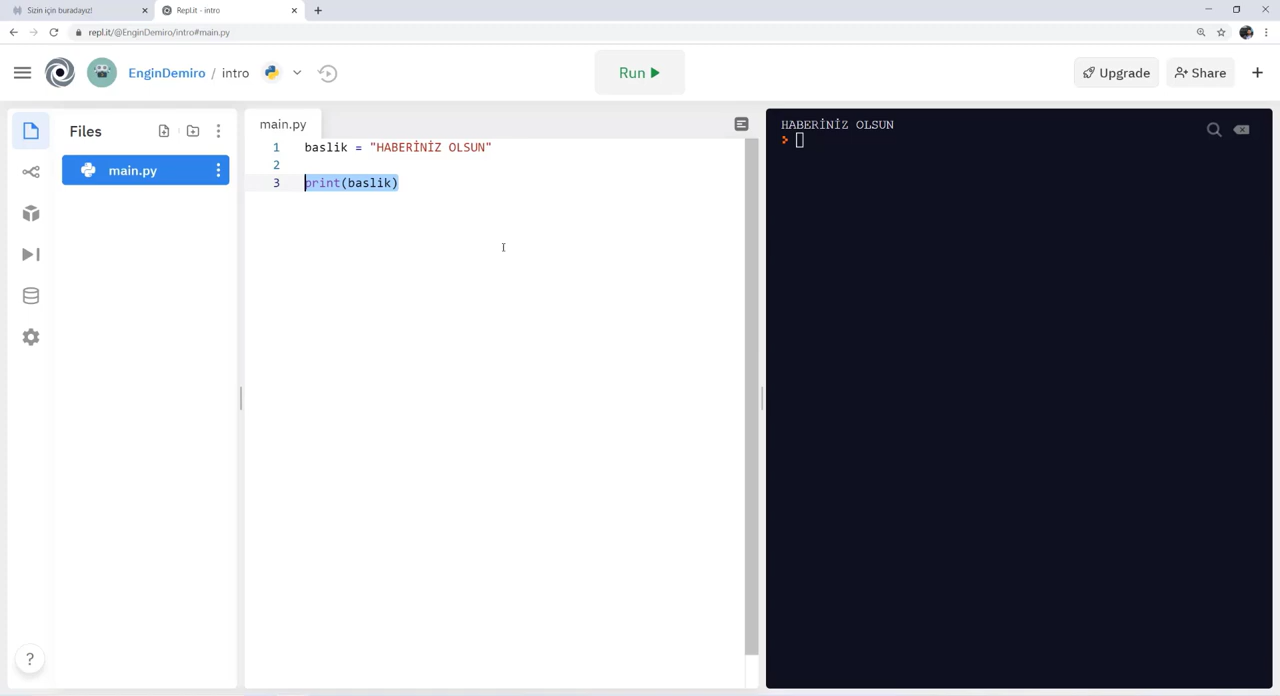 Sizin için buradayız!
Repl.it - intro
repl.it/@EnginDemiro/intro#main.py
EnginDemiro / intro
Run
Upgrade
Share
Files
main.py
main.py
1 baslik = "HABERİNİZ OLSUN"
2
3 print(baslik)
HABERİNİZ OLSUN
?